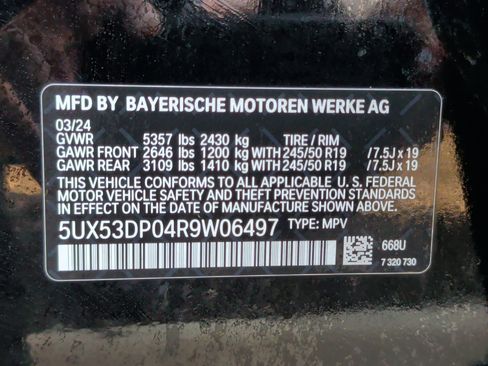 MFD BY BAYERISCHE MOTOREN WERKE AG
03/24
GVWR 5357 lbs 2430 kg TIRE / RIM
GAWR FRONT 2646 lbs 1200 KG WITH 245/50 R19 / 7.5J x 19
GAWR REAR 3109 lbs 1410 kg WITH 245/50 R19 / 7.5J x 19
THIS VEHICLE CONFORMS TO ALL APPLICABLE U.S. FEDERAL
MOTOR VEHICLE SAFETY AND THEFT PREVENTION STANDARDS
IN EFFECT ON THE DATE OF MANUFACTURE SHOWN ABOVE.
5UX53DP04R9W06497 TYPE: MPV
668U
7 320 730